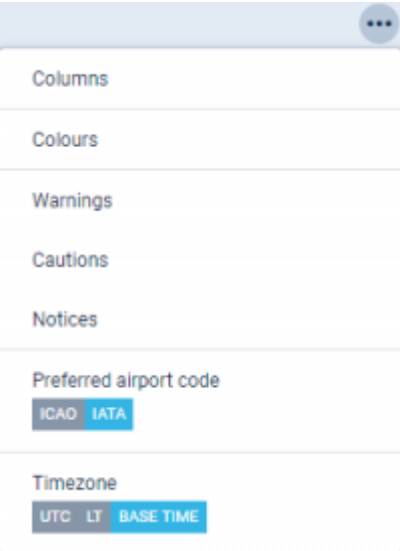 Columns
Colours
Warnings
Cautions
Notices
Preferred airport code
ICAO IATA
Timezone
UTC LT BASE TIME